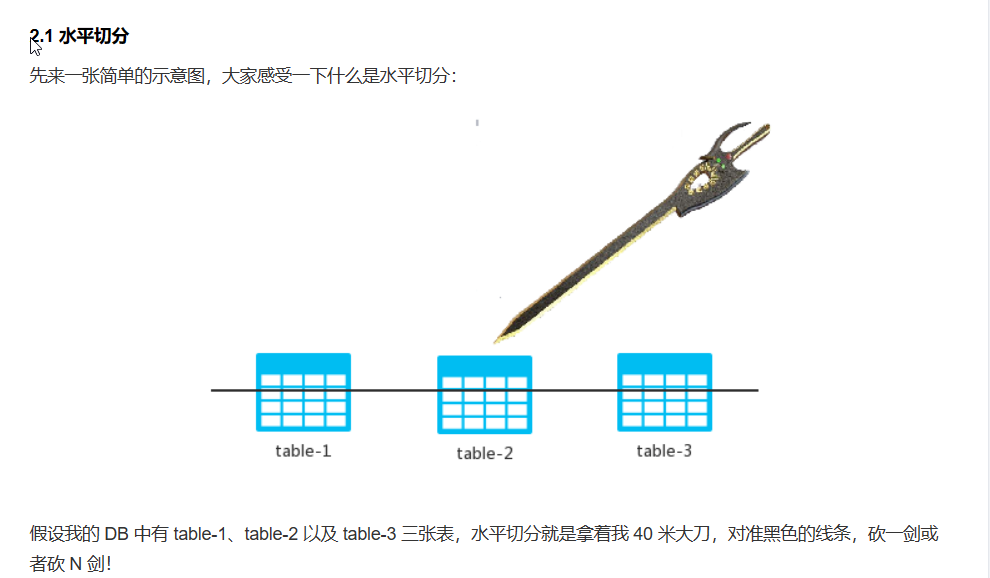 2.1 水平切分
先来一张简单的示意图，大家感受一下什么是水平切分：
table-1
table-2
table-3
假设我的 DB 中有 table-1、table-2 以及 table-3 三张表，水平切分就是拿着我 40 米大刀，对准黑色的线条，砍一剑或
者砍 N 剑！